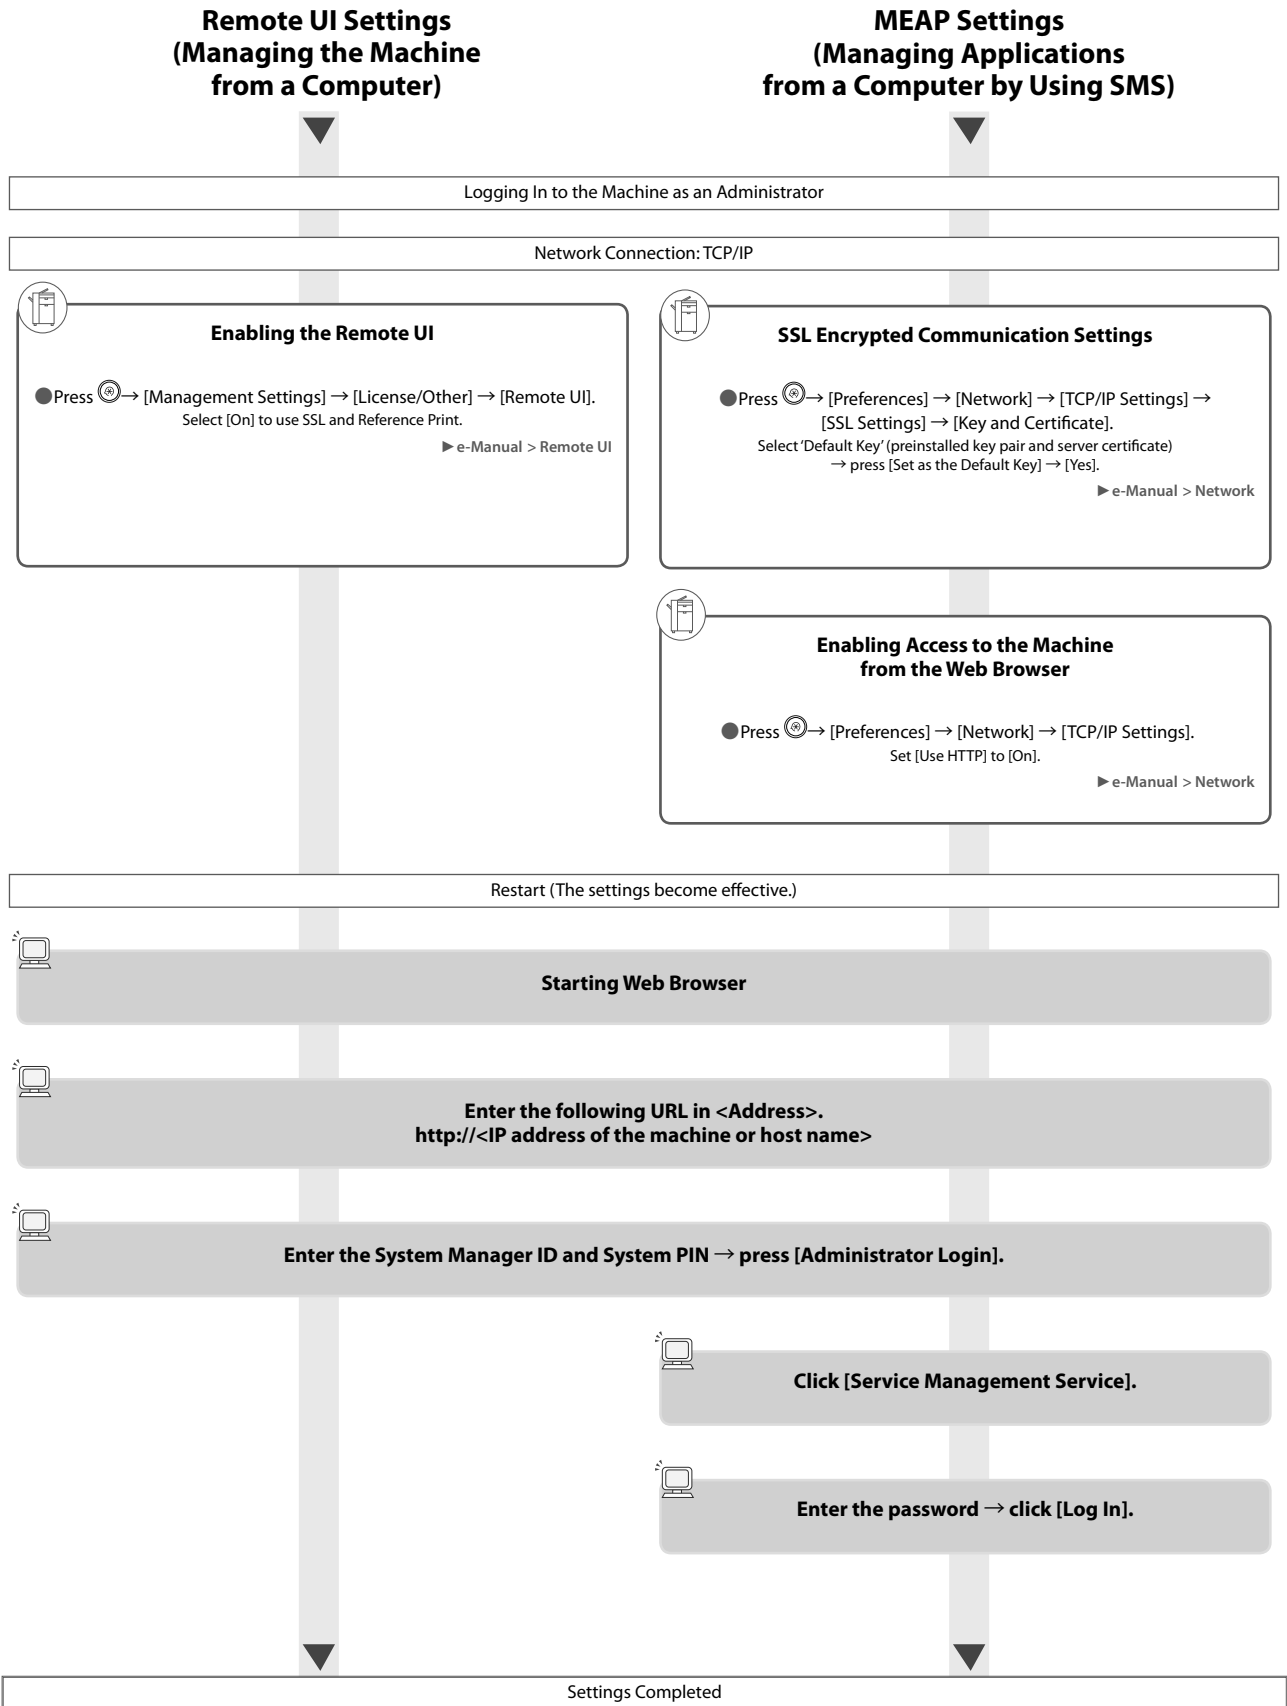 Remote UI Settings
(Managing the Machine
from a Computer)
MEAP Settings
(Managing Applications
from a Computer by Using SMS)
Logging In to the Machine as an Administrator
Network Connection: TCP/IP
Enabling the Remote UI
●Press → [Management Settings] → [License/Other] → [Remote UI].
Select [On] to use SSL and Reference Print.
►e-Manual > Remote UI
SSL Encrypted Communication Settings
●Press → [Preferences] → [Network] → [TCP/IP Settings] →
[SSL Settings] → [Key and Certificate].
Select 'Default Key' (preinstalled key pair and server certificate)
→ press [Set as the Default Key] → [Yes].
►e-Manual > Network
Enabling Access to the Machine
from the Web Browser
●Press → [Preferences] → [Network] → [TCP/IP Settings].
Set [Use HTTP] to [On].
►e-Manual > Network
Restart (The settings become effective.)
Starting Web Browser
Enter the following URL in <Address>.
http://<IP address of the machine or host name>
Enter the System Manager ID and System PIN → press [Administrator Login].
Click [Service Management Service].
Enter the password → click [Log In].
Settings Completed